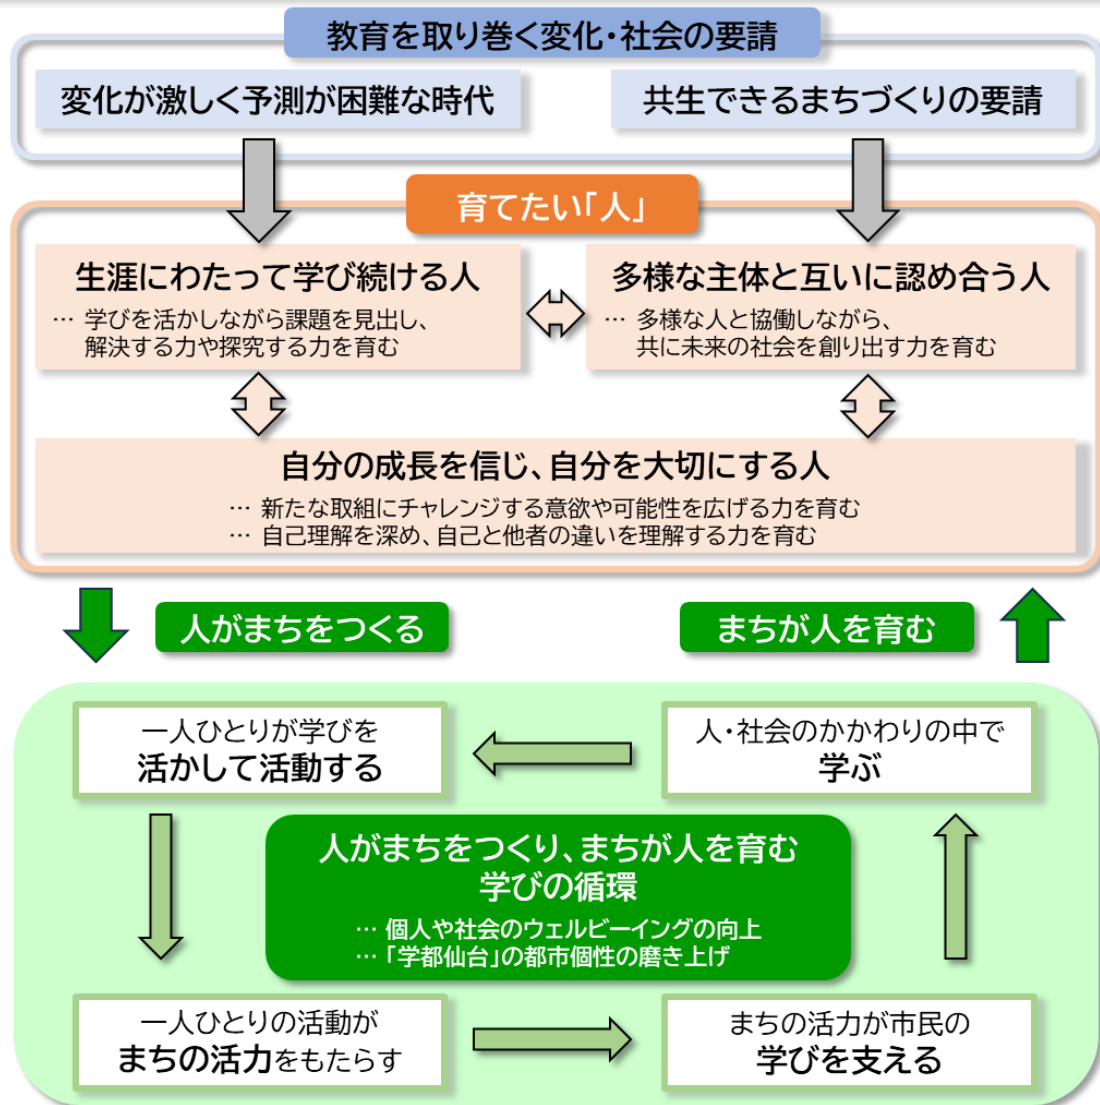 教育を取り巻く変化・社会の要請
変化が激しく予測が困難な時代
共生できるまちづくりの要請
育てたい「人」
生涯にわたって学び続ける人
… 学びを活かしながら課題を見出し、
解決する力や探究する力を育む
多様な主体と互いに認め合う人
… 多様な人と協働しながら、
共に未来の社会を創り出す力を育む
自分の成長を信じ、自分を大切にする人
… 新たな取組にチャレンジする意欲や可能性を広げる力を育む
… 自己理解を深め、自己と他者の違いを理解する力を育む
人がまちをつくる
まちが人を育む
一人ひとりが学びを
活かして活動する
人・社会のかかわりの中で
学ぶ
人がまちをつくり、まちが人を育む
学びの循環
… 個人や社会のウェルビーイングの向上
… 「学都仙台」の都市個性の磨き上げ
一人ひとりの活動が
まちの活力をもたらす
まちの活力が市民の
学びを支える